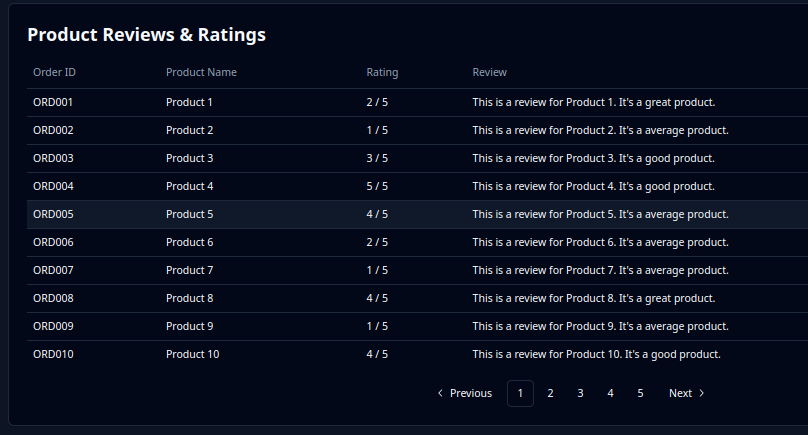 Product Reviews & Ratings
Order ID Product Name Rating Review
ORD001 Product 1 2 / 5 This is a review for Product 1. It's a great product.
ORD002 Product 2 1 / 5 This is a review for Product 2. It's a average product.
ORD003 Product 3 3 / 5 This is a review for Product 3. It's a good product.
ORD004 Product 4 5 / 5 This is a review for Product 4. It's a good product.
ORD005 Product 5 4 / 5 This is a review for Product 5. It's a average product.
ORD006 Product 6 2 / 5 This is a review for Product 6. It's a average product.
ORD007 Product 7 1 / 5 This is a review for Product 7. It's a average product.
ORD008 Product 8 4 / 5 This is a review for Product 8. It's a great product.
ORD009 Product 9 1 / 5 This is a review for Product 9. It's a average product.
ORD010 Product 10 4 / 5 This is a review for Product 10. It's a good product.
Previous 1 2 3 4 5 Next